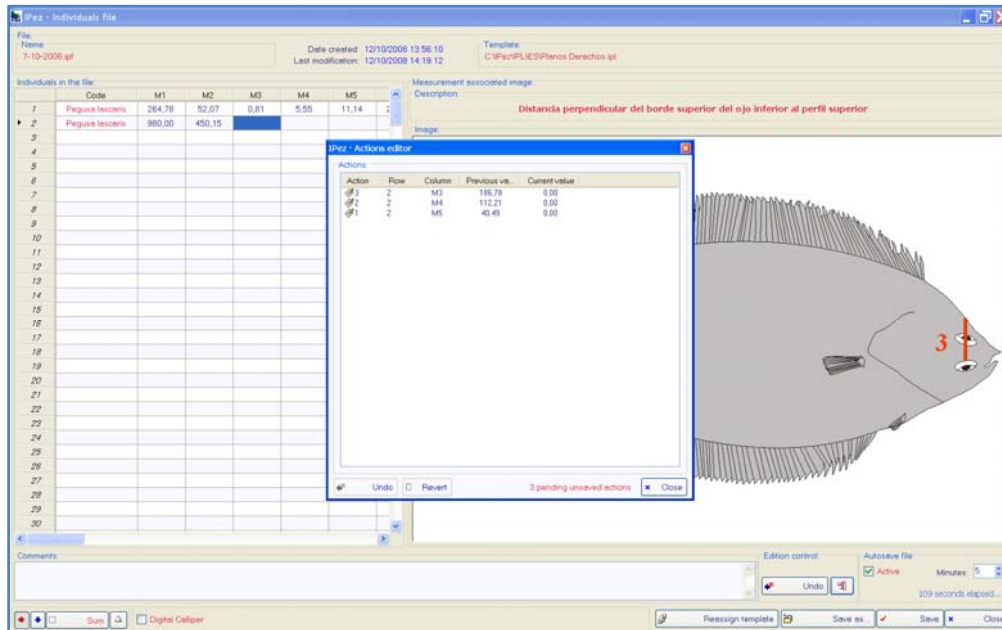 IPez - Individuals file
File:
Name: 7-10-2008.ipf
Date created: 12/10/2008 13:56:10
Last modification: 12/10/2008 14:19:12
Template: C:\IPez\PLIES\Planos Derechos.ipl
Individuals in the file:
Code M1 M2 M3 M4 M5
1 Pegusa lascaris 264,78 52,07 0,81 5,55 11,14 2
2 Pegusa lascaris 980,00 450,15
3
4
5
6
7
8
9
10
11
12
13
14
15
16
17
18
19
20
21
22
23
24
25
26
27
28
29
30
Measurement associated image
Description:
Distancia perpendicular del borde superior del ojo inferior al perfil superior
Image:
3
IPez - Actions editor
Actions:
Action Row Column Previous va... Current value
3 2 M3 186,78 0,00
2 2 M4 112,21 0,00
1 2 M5 40,49 0,00
Undo Revert 3 pending unsaved actions Close
Comments:
Edition control:
Undo
Autosave file
Active Minutes: 5
109 seconds elapsed...
Sum Digital Calliper Reassign template Save as... Save Close